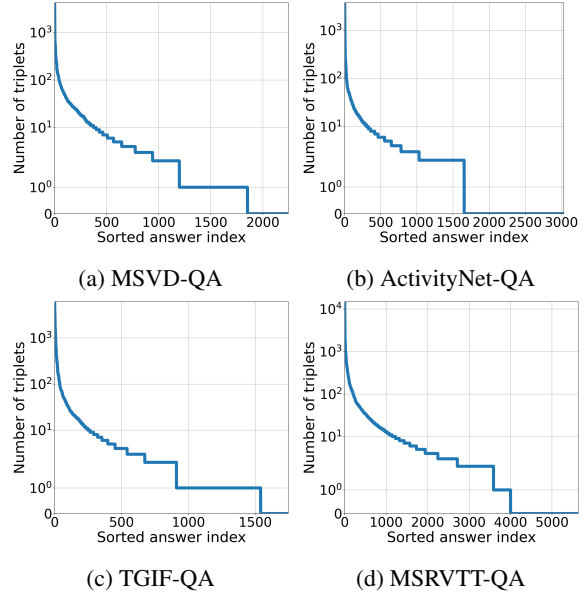 Number of triplets
10³
10²
10¹
10⁰
0
0 500 1000 1500 2000
Sorted answer index
(a) MSVD-QA
Number of triplets
10³
10²
10¹
10⁰
0
0 500 1000 1500 2000 2500 3000
Sorted answer index
(b) ActivityNet-QA
Number of triplets
10³
10²
10¹
10⁰
0
0 500 1000 1500
Sorted answer index
(c) TGIF-QA
Number of triplets
10⁴
10³
10²
10¹
10⁰
0
0 1000 2000 3000 4000 5000
Sorted answer index
(d) MSRVTT-QA